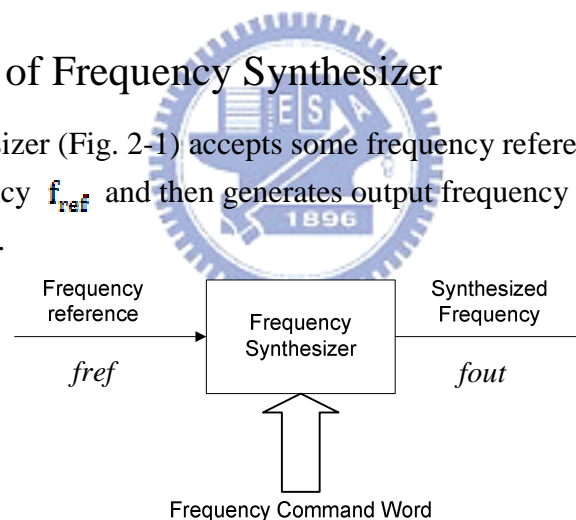 of Frequency Synthesizer
sizer (Fig. 2-1) accepts some frequency refere
cy f_ref and then generates output frequency
.
E S A
1896
Frequency reference
Frequency Synthesizer
Synthesized Frequency
fref
fout
Frequency Command Word